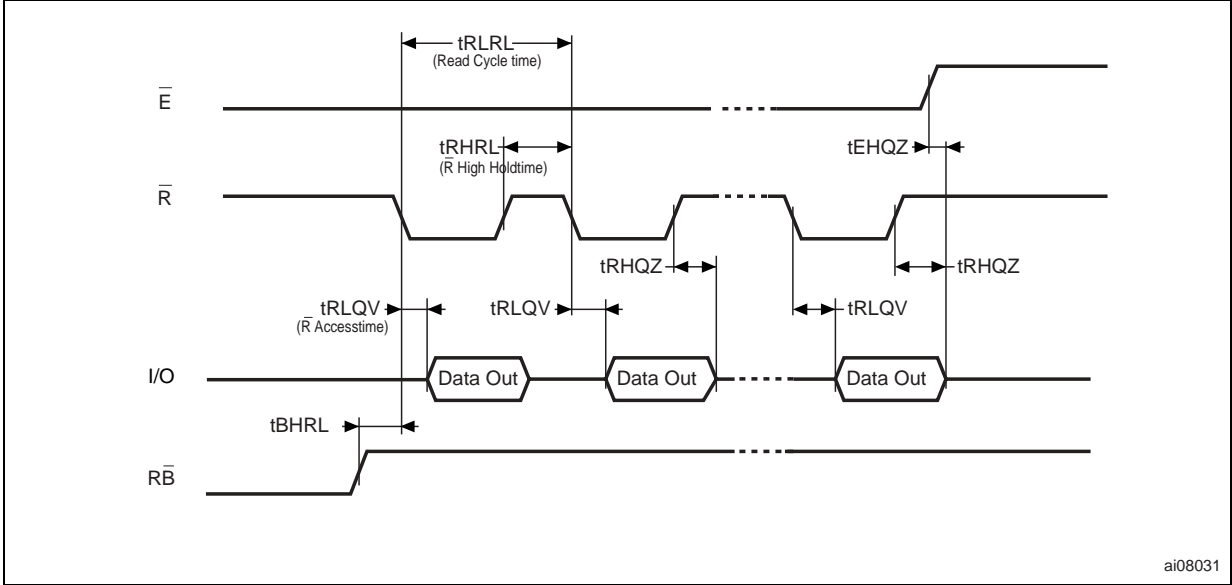 tRLRL
(Read Cycle time)
E̅
tRHRL
(R̅ High Holdtime)
tEHQZ
R̅
tRHQZ
tRHQZ
tRLQV
(R̅ Accesstime)
tRLQV
tRLQV
I/O
Data Out
Data Out
Data Out
tBHRL
RB̅
ai08031